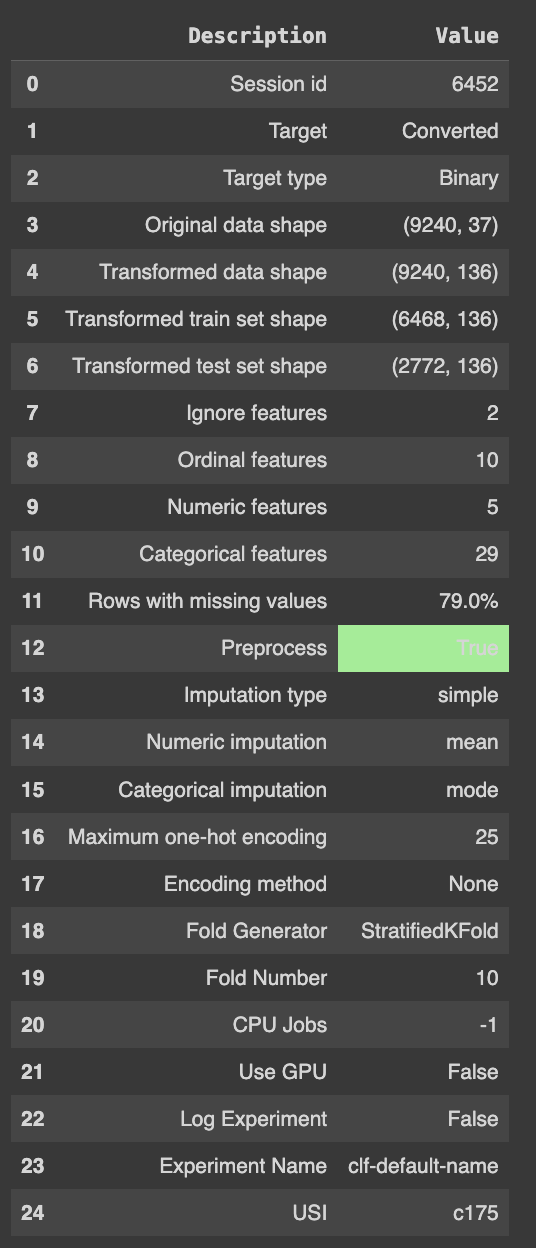 Description Value
0 Session id 6452
1 Target Converted
2 Target type Binary
3 Original data shape (9240, 37)
4 Transformed data shape (9240, 136)
5 Transformed train set shape (6468, 136)
6 Transformed test set shape (2772, 136)
7 Ignore features 2
8 Ordinal features 10
9 Numeric features 5
10 Categorical features 29
11 Rows with missing values 79.0%
12 Preprocess True
13 Imputation type simple
14 Numeric imputation mean
15 Categorical imputation mode
16 Maximum one-hot encoding 25
17 Encoding method None
18 Fold Generator StratifiedKFold
19 Fold Number 10
20 CPU Jobs -1
21 Use GPU False
22 Log Experiment False
23 Experiment Name clf-default-name
24 USI c175